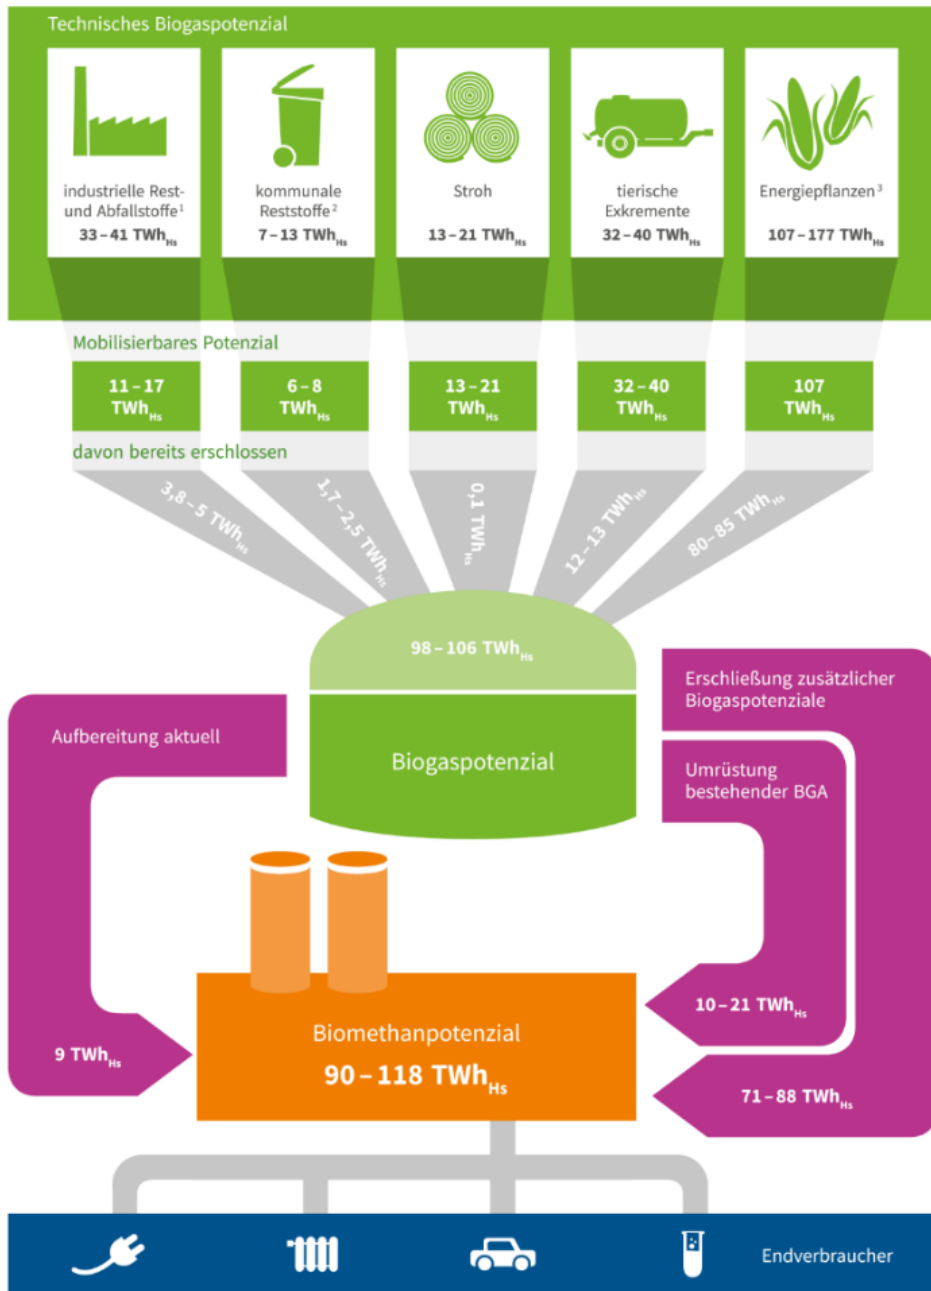 Technisches Biogaspotenzial
industrielle Rest-
und Abfallstoffe¹
33–41 TWhHs
kommunale
Reststoffe²
7–13 TWhHs
Stroh
13–21 TWhHs
tierische
Exkremente
32–40 TWhHs
Energiepflanzen³
107–177 TWhHs
Mobilisierbares Potenzial
11–17
TWhHs
6–8
TWhHs
13–21
TWhHs
32–40
TWhHs
107
TWhHs
davon bereits erschlossen
3,8–5 TWhHs
1,7–2,5 TWhHs
0,1 TWhHs
12–13 TWhHs
80–85 TWhHs
98–106 TWhHs
Biogaspotenzial
Aufbereitung aktuell
9 TWhHs
Erschließung zusätzlicher
Biogaspotenziale
Umrüstung
bestehender BGA
10–21 TWhHs
71–88 TWhHs
Biomethanpotenzial
90–118 TWhHs
Endverbraucher